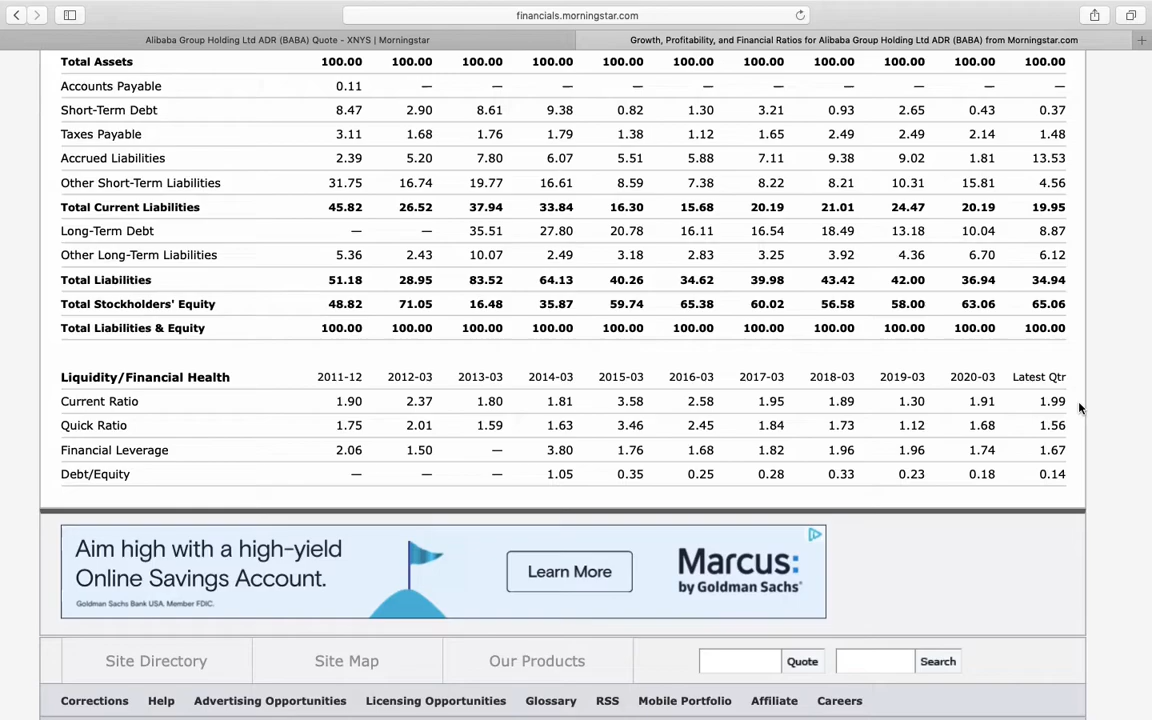 financials.morningstar.com
Alibaba Group Holding Ltd ADR (BABA) Quote - XNYS | Morningstar
Growth, Profitability, and Financial Ratios for Alibaba Group Holding Ltd ADR (BABA) from Morningstar.com
Total Assets 100.00 100.00 100.00 100.00 100.00 100.00 100.00 100.00 100.00 100.00 100.00
Accounts Payable 0.11 — — — — — — — — — —
Short-Term Debt 8.47 2.90 8.61 9.38 0.82 1.30 3.21 0.93 2.65 0.43 0.37
Taxes Payable 3.11 1.68 1.76 1.79 1.38 1.12 1.65 2.49 2.49 2.14 1.48
Accrued Liabilities 2.39 5.20 7.80 6.07 5.51 5.88 7.11 9.38 9.02 1.81 13.53
Other Short-Term Liabilities 31.75 16.74 19.77 16.61 8.59 7.38 8.22 8.21 10.31 15.81 4.56
Total Current Liabilities 45.82 26.52 37.94 33.84 16.30 15.68 20.19 21.01 24.47 20.19 19.95
Long-Term Debt — — 35.51 27.80 20.78 16.11 16.54 18.49 13.18 10.04 8.87
Other Long-Term Liabilities 5.36 2.43 10.07 2.49 3.18 2.83 3.25 3.92 4.36 6.70 6.12
Total Liabilities 51.18 28.95 83.52 64.13 40.26 34.62 39.98 43.42 42.00 36.94 34.94
Total Stockholders' Equity 48.82 71.05 16.48 35.87 59.74 65.38 60.02 56.58 58.00 63.06 65.06
Total Liabilities & Equity 100.00 100.00 100.00 100.00 100.00 100.00 100.00 100.00 100.00 100.00 100.00
Liquidity/Financial Health 2011-12 2012-03 2013-03 2014-03 2015-03 2016-03 2017-03 2018-03 2019-03 2020-03 Latest Qtr
Current Ratio 1.90 2.37 1.80 1.81 3.58 2.58 1.95 1.89 1.30 1.91 1.99
Quick Ratio 1.75 2.01 1.59 1.63 3.46 2.45 1.84 1.73 1.12 1.68 1.56
Financial Leverage 2.06 1.50 — 3.80 1.76 1.68 1.82 1.96 1.96 1.74 1.67
Debt/Equity — — — 1.05 0.35 0.25 0.28 0.33 0.23 0.18 0.14
Aim high with a high-yield
Online Savings Account.
Goldman Sachs Bank USA. Member FDIC.
Learn More
Marcus:
by Goldman Sachs®
Site Directory Site Map Our Products Quote Search
Corrections Help Advertising Opportunities Licensing Opportunities Glossary RSS Mobile Portfolio Affiliate Careers